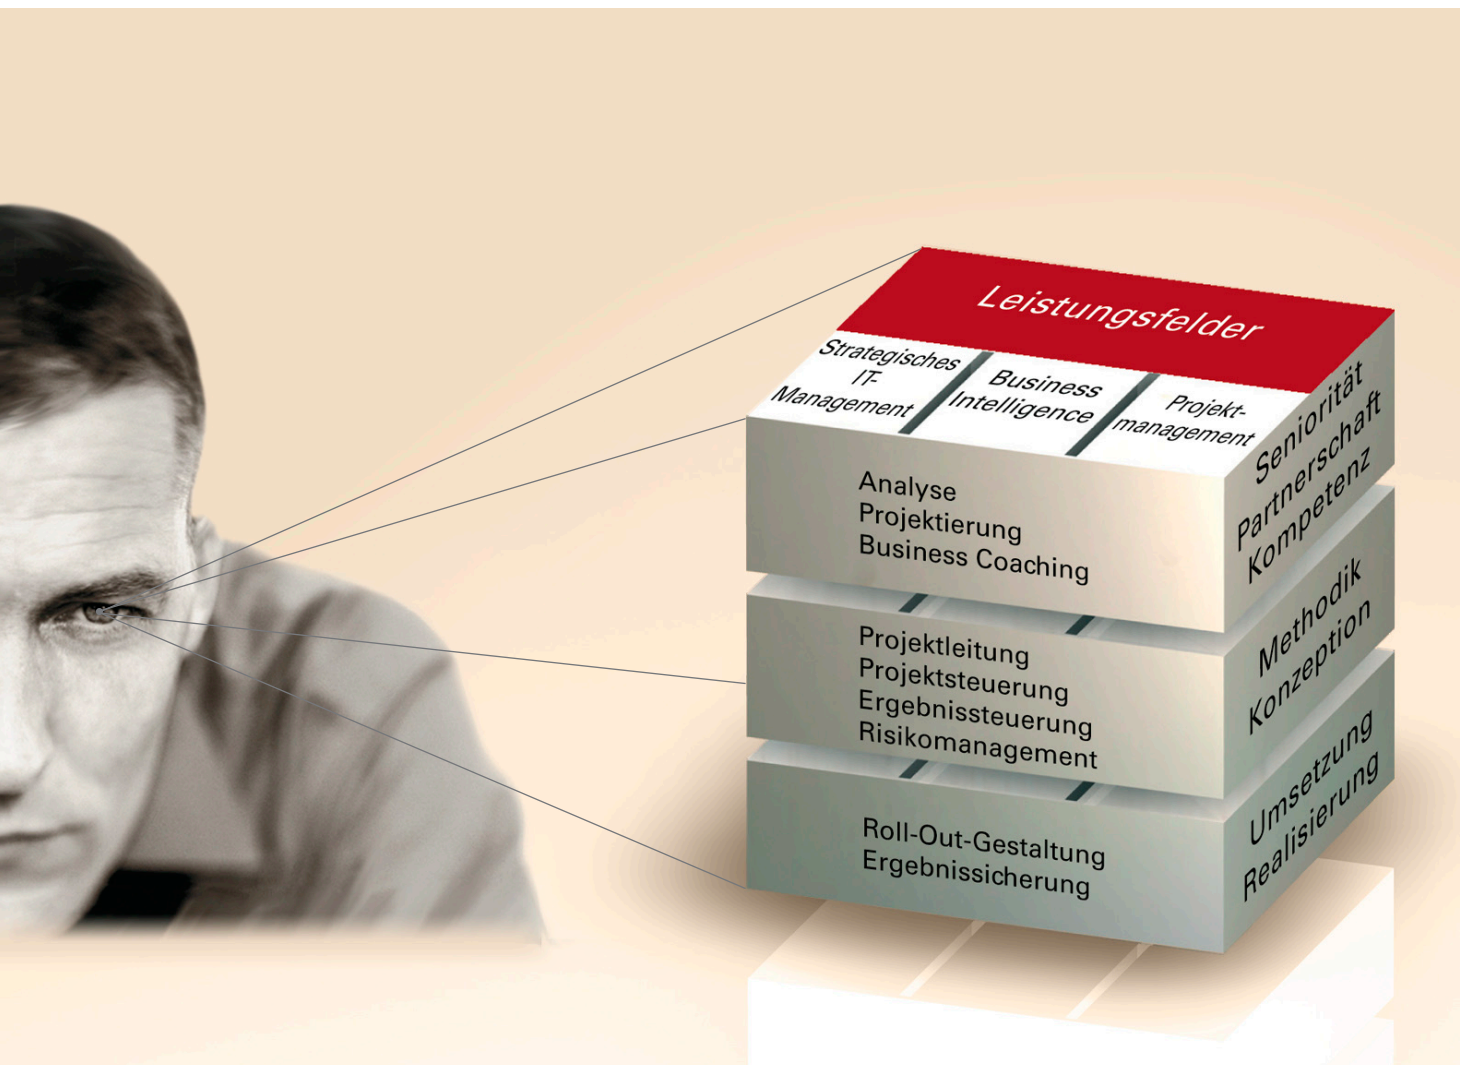 Leistungsfelder
Strategisches
IT-
Management
Business
Intelligence
Projekt-
management
Analyse
Projektierung
Business Coaching
Seniorität
Partnerschaft
Kompetenz
Projektleitung
Projektsteuerung
Ergebnissteuerung
Risikomanagement
Methodik
Konzeption
Roll-Out-Gestaltung
Ergebnissicherung
Umsetzung
Realisierung